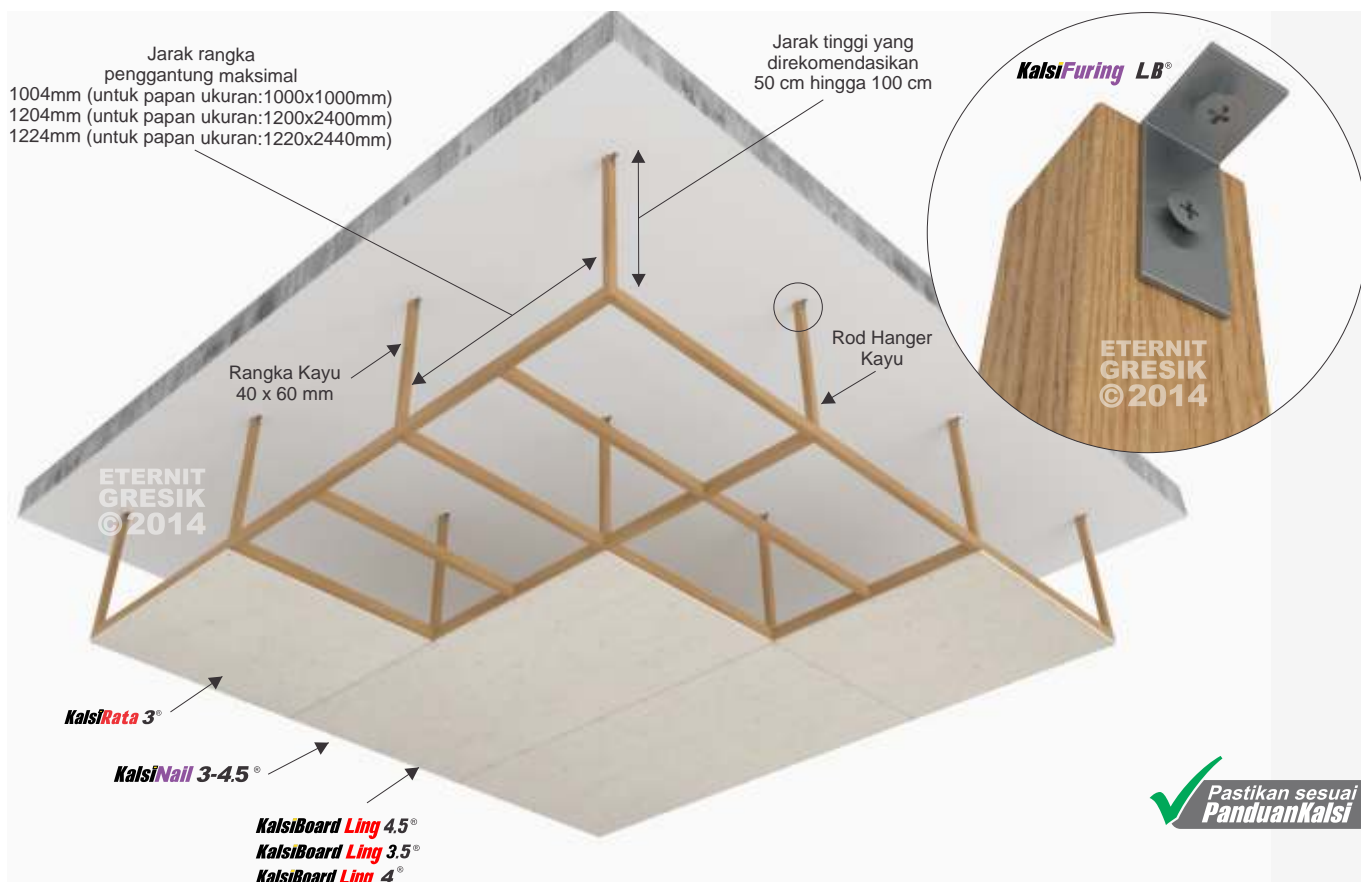 Jarak rangka
penggantung maksimal
1004mm (untuk papan ukuran:1000x1000mm)
1204mm (untuk papan ukuran:1200x2400mm)
1224mm (untuk papan ukuran:1220x2440mm)
Jarak tinggi yang
direkomendasikan
50 cm hingga 100 cm
KalsiFuring LB®
Rangka Kayu
40 x 60 mm
Rod Hanger
Kayu
ETERNIT
GRESIK
©2014
ETERNIT
GRESIK
©2014
KalsiRata 3®
KalsiNail 3-4.5®
KalsiBoard Ling 4.5®
KalsiBoard Ling 3.5®
KalsiBoard Ling 4®
Pastikan sesuai
PanduanKalsi